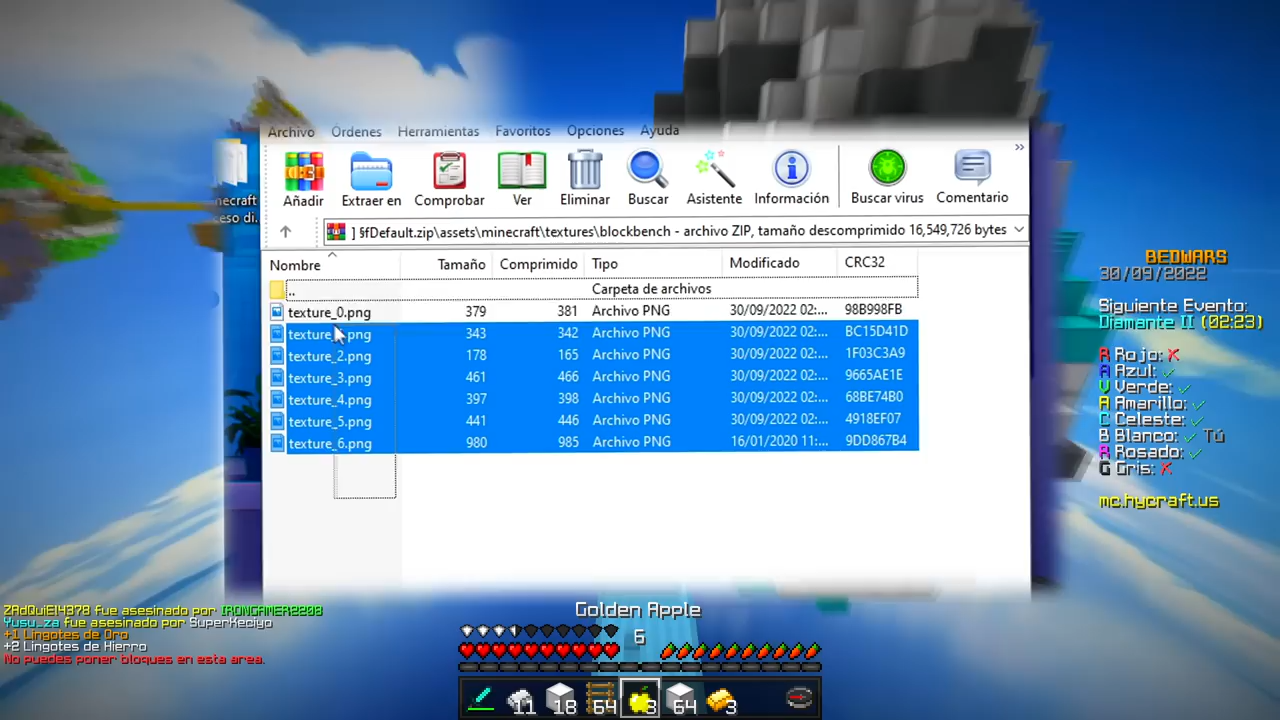 Archivo Órdenes Herramientas Favoritos Opciones Ayuda
»
Añadir Extraer en Comprobar Ver Eliminar Buscar Asistente Información Buscar virus Comentario
] §fDefault.zip\assets\minecraft\textures\blockbench - archivo ZIP, tamaño descomprimido 16,549,726 bytes
Nombre Tamaño Comprimido Tipo Modificado CRC32
.. Carpeta de archivos
texture_0.png 379 381 Archivo PNG 30/09/2022 02:... 98B998FB
texture_ .png 343 342 Archivo PNG 30/09/2022 02:... BC15D41D
texture_2.png 178 165 Archivo PNG 30/09/2022 02:... 1F03C3A9
texture_3.png 461 466 Archivo PNG 30/09/2022 02:... 9665AE1E
texture_4.png 397 398 Archivo PNG 30/09/2022 02:... 68BE74B0
texture_5.png 441 446 Archivo PNG 30/09/2022 02:... 4918EF07
texture_6.png 980 985 Archivo PNG 16/01/2020 11:... 9DD867B4
necraft
eso di...
BEDWARS
30/09/2022
Siguiente Evento:
Diamante II (02:23)
R Rojo: ✗
A Azul: ✓
V Verde: ✓
A Amarillo: ✓
C Celeste: ✓
B Blanco: ✓ Tú
R Rosado: ✓
G Gris: ✗
mc.hycraft.us
ZAdQuiEl4378 fue asesinado por IRONGAMER2208
Yusu_za fue asesinado por SuperKeciyo
+1 Lingotes de Oro
+2 Lingotes de Hierro
No puedes poner bloques en esta area.
Golden Apple
6
11 18 64 3 64 3